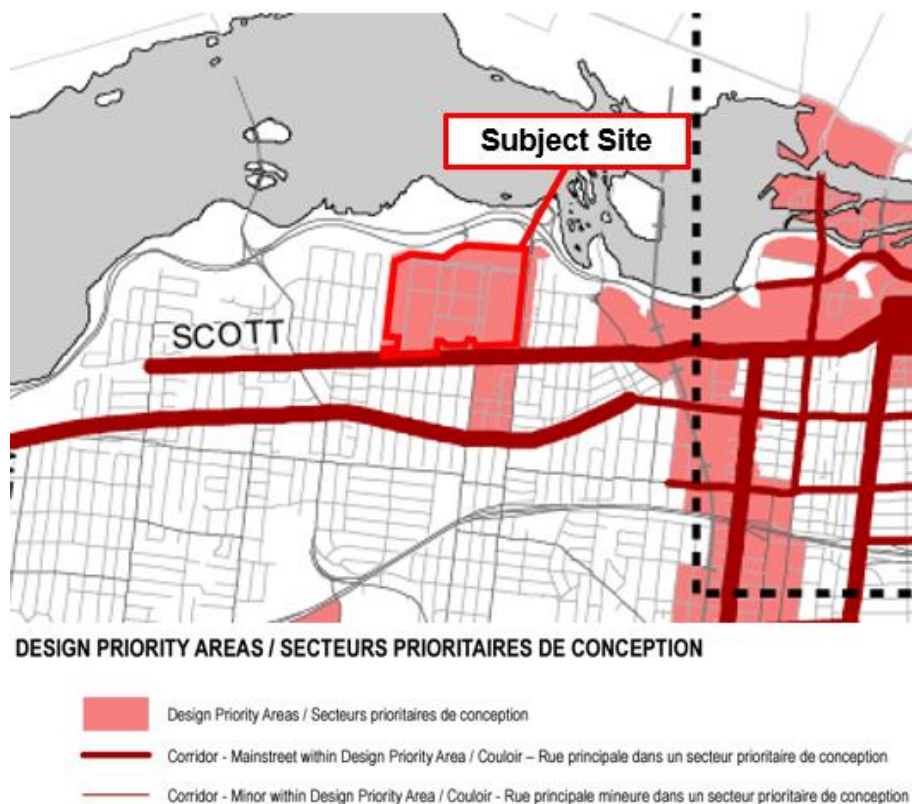 Subject Site
SCOTT
DESIGN PRIORITY AREAS / SECTEURS PRIORITAIRES DE CONCEPTION
Design Priority Areas / Secteurs prioritaires de conception
Corridor - Mainstreet within Design Priority Area / Couloir – Rue principale dans un secteur prioritaire de conception
Corridor - Minor within Design Priority Area / Couloir - Rue principale mineure dans un secteur prioritaire de conception